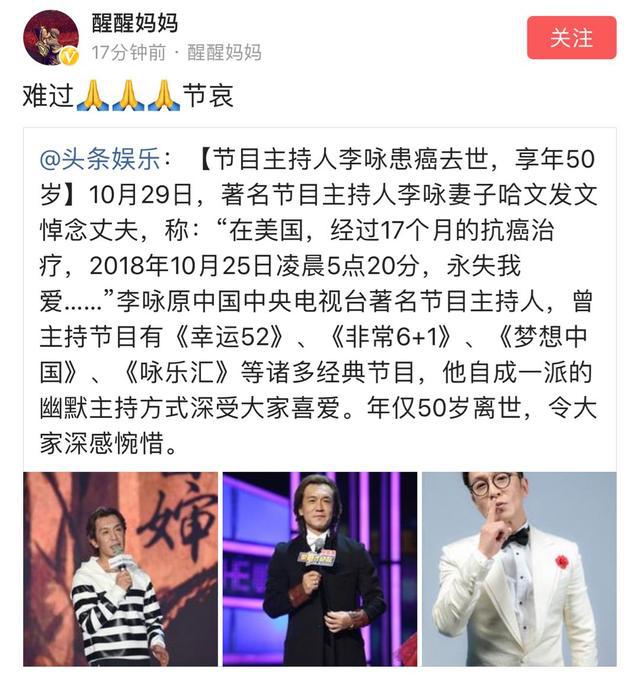 醒醒妈妈
17分钟前 · 醒醒妈妈
关注
难过🙏🙏🙏节哀
@头条娱乐：【节目主持人李咏患癌去世，享年50
岁】10月29日，著名节目主持人李咏妻子哈文发文
悼念丈夫，称：“在美国，经过17个月的抗癌治
疗，2018年10月25日凌晨5点20分，永失我
爱……”李咏原中国中央电视台著名节目主持人，曾
主持节目有《幸运52》、《非常6+1》、《梦想中
国》、《咏乐汇》等诸多经典节目，他自成一派的
幽默主持方式深受大家喜爱。年仅50岁离世，令大
家深感惋惜。
婶